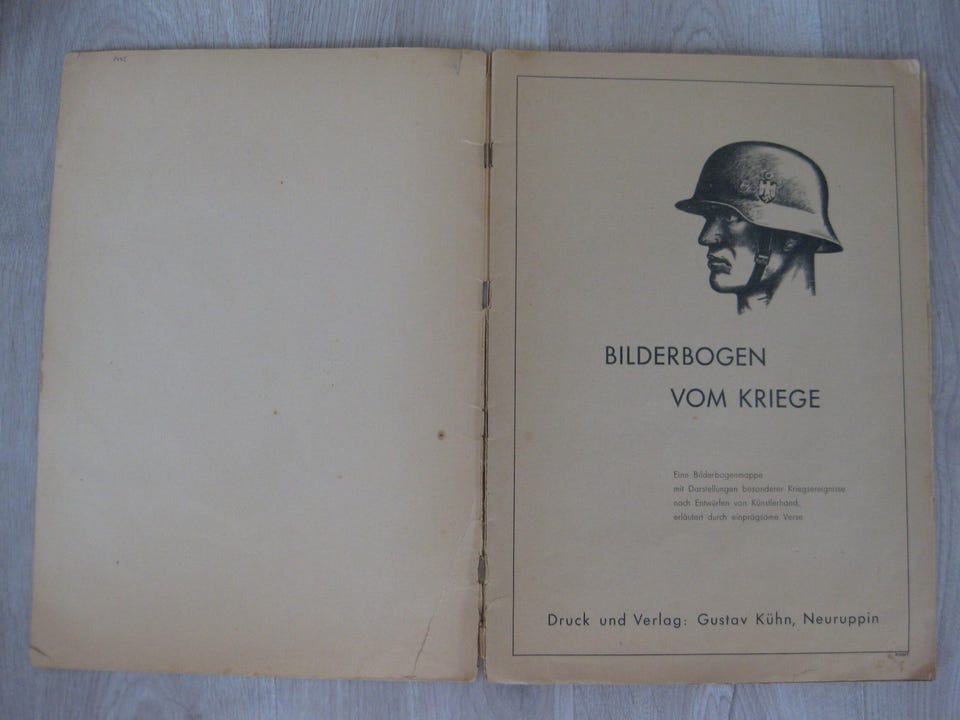 BILDERBOGEN
VOM KRIEGE
Eine Bilderbogenmappe
mit Darstellungen besonderer Kriegsereignisse
nach Entwürfen von Künstlerhand,
erläutert durch einprägsame Verse
Druck und Verlag: Gustav Kühn, Neuruppin